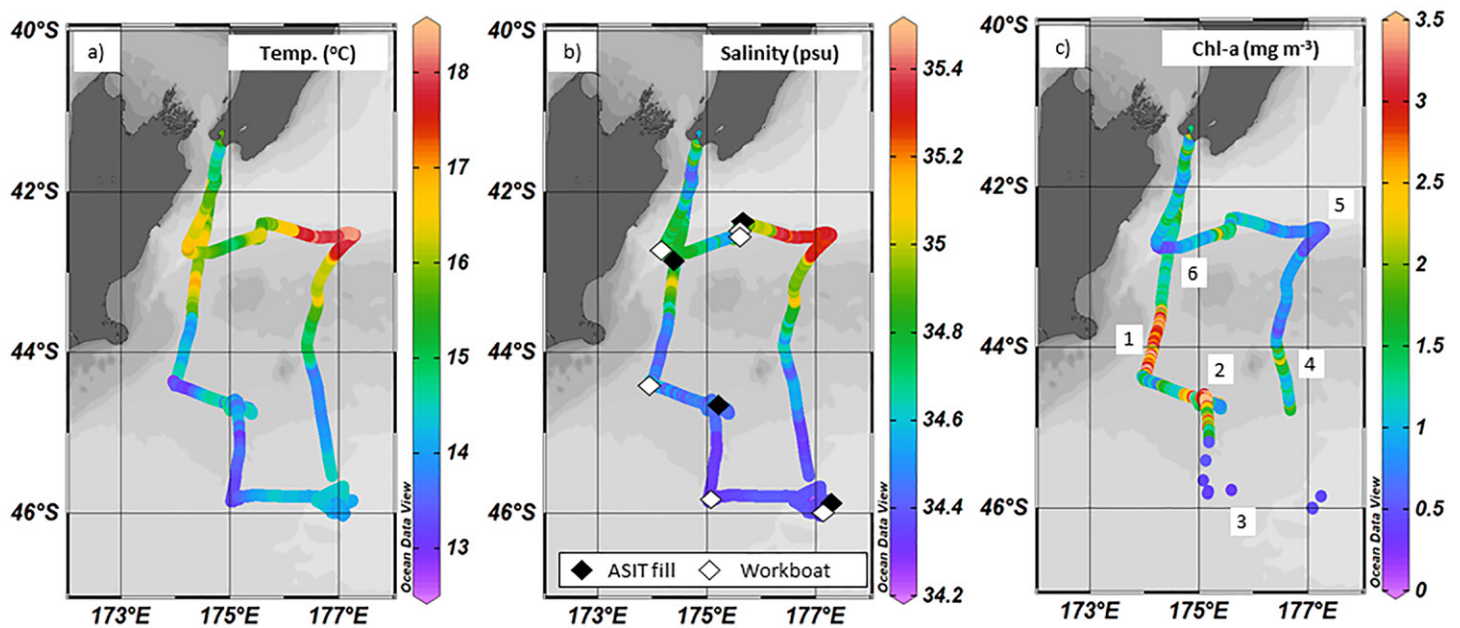 a)
Temp. (°C)
40°S
42°S
44°S
46°S
173°E
175°E
177°E
18
17
16
15
14
13
Ocean Data View
b)
Salinity (psu)
40°S
42°S
44°S
46°S
173°E
175°E
177°E
ASIT fill
Workboat
35.4
35.2
35
34.8
34.6
34.4
34.2
Ocean Data View
c)
Chl-a (mg m-3)
40°S
42°S
44°S
46°S
173°E
175°E
177°E
5
6
1
2
4
3
3.5
3
2.5
2
1.5
1
0.5
0
Ocean Data View